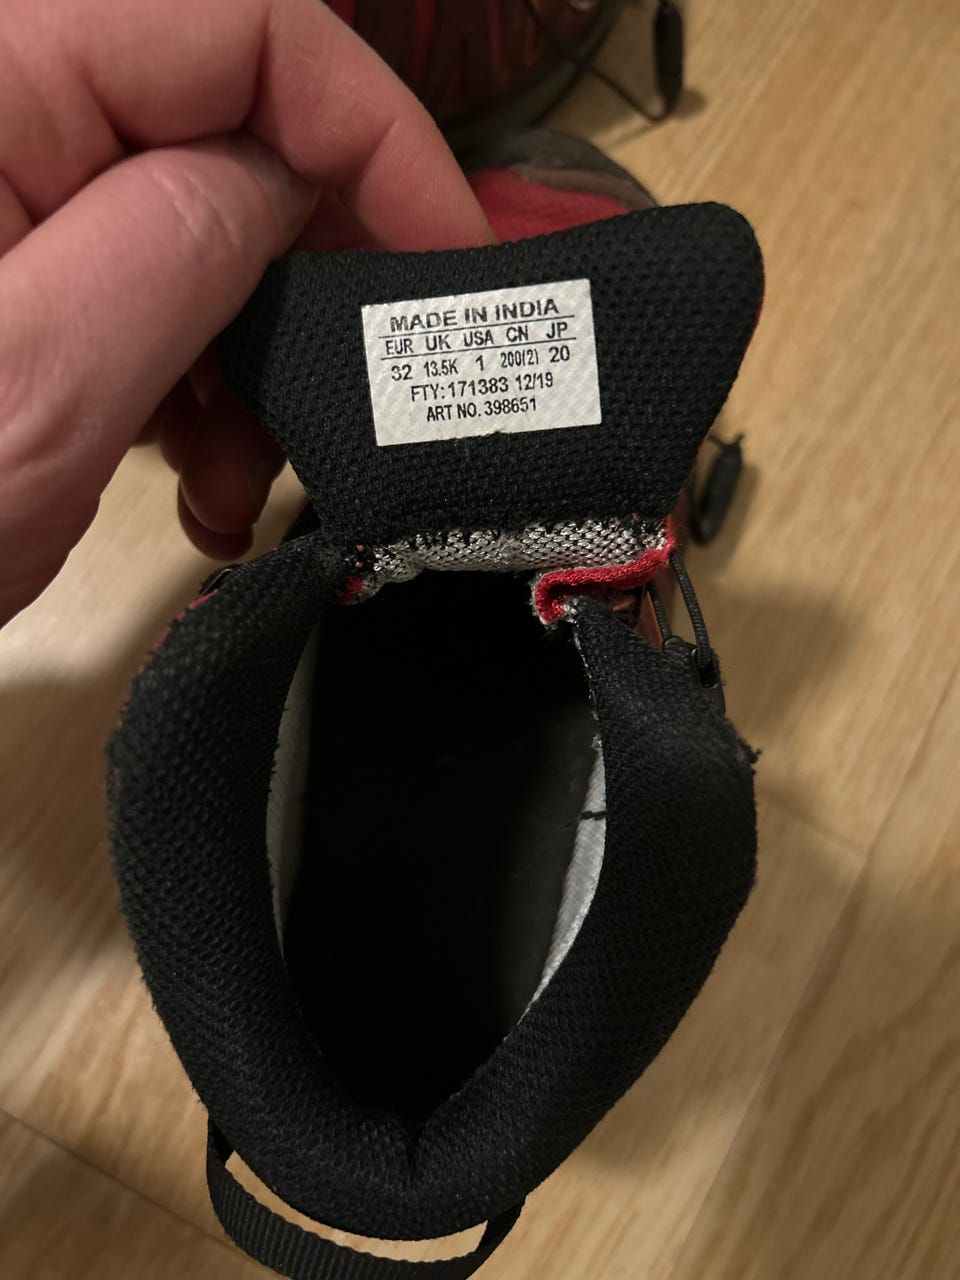 MADE IN INDIA
EUR UK USA CN JP
32 13.5K 1 200(2) 20
FTY:171383 12/19
ART NO. 398651